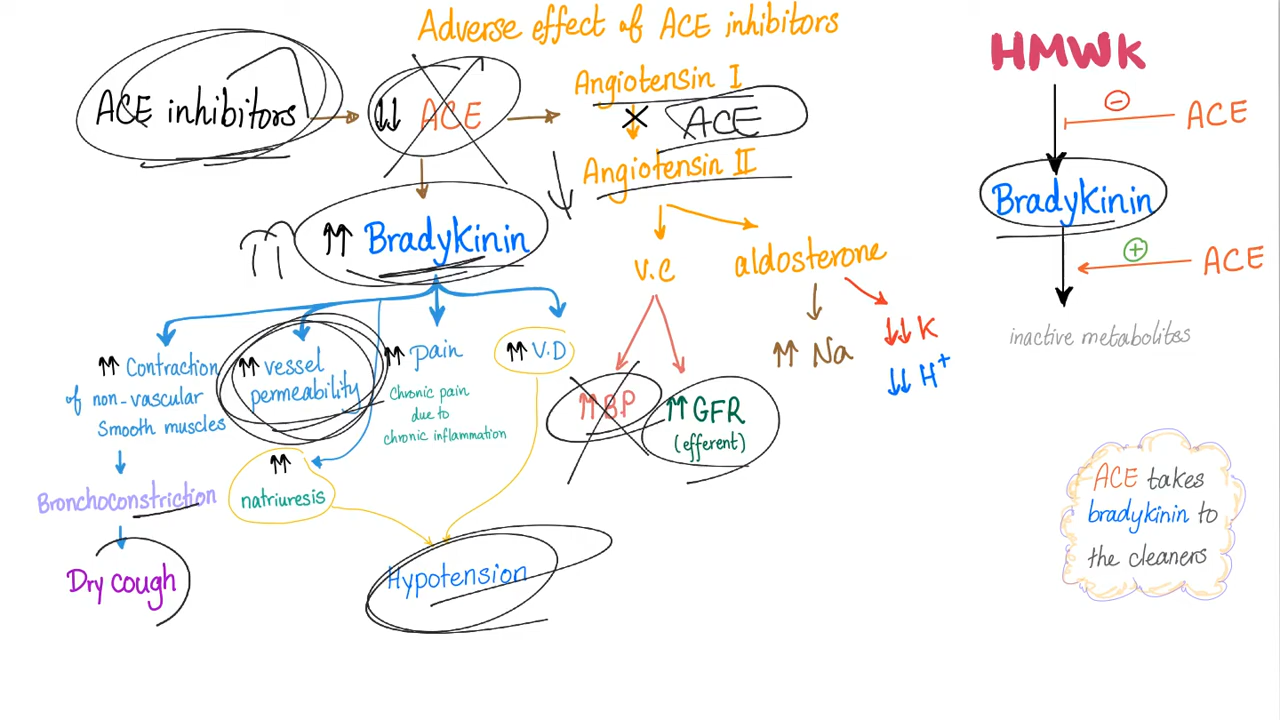 Adverse effect of ACE inhibitors
ACE inhibitors
↓↓ ACE
Angiotensin I
X ACE
Angiotensin II
↑↑ Bradykinin
V.C
aldosterone
↑↑ Contraction
of non-vascular
Smooth muscles
↑↑ vessel
permeability
↑↑ pain
Chronic pain
due to
chronic inflammation
↑↑ V.D
↑↑ BP
↑↑ GFR
(efferent)
↑↑ Na
↓↓ K
↓↓ H⁺
Bronchoconstriction
↑↑
natriuresis
Dry cough
Hypotension
HMWK
⊖
ACE
Bradykinin
⊕
ACE
inactive metabolites
ACE takes
bradykinin to
the cleaners